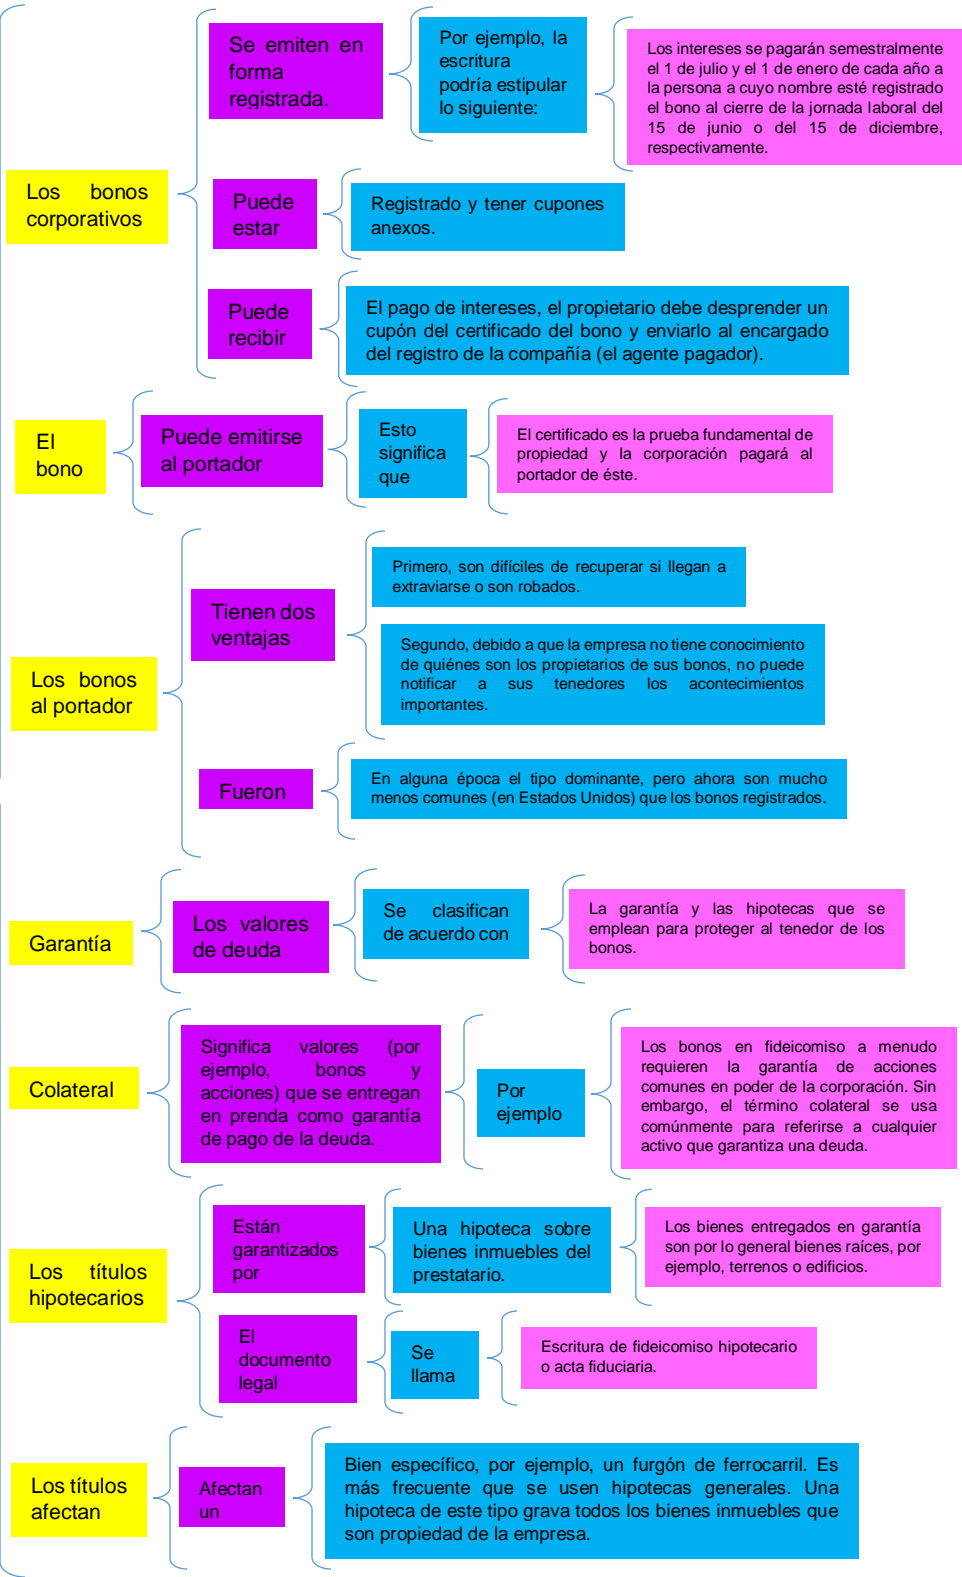 Los bonos
corporativos
Se emiten en
forma
registrada.
Por ejemplo, la
escritura
podría estipular
lo siguiente:
Los intereses se pagarán semestralmente
el 1 de julio y el 1 de enero de cada año a
la persona a cuyo nombre esté registrado
el bono al cierre de la jornada laboral del
15 de junio o del 15 de diciembre,
respectivamente.
Puede
estar
Registrado y tener cupones
anexos.
Puede
recibir
El pago de intereses, el propietario debe desprender un
cupón del certificado del bono y enviarlo al encargado
del registro de la compañía (el agente pagador).
El
bono
Puede emitirse
al portador
Esto
significa
que
El certificado es la prueba fundamental de
propiedad y la corporación pagará al
portador de éste.
Los bonos
al portador
Tienen dos
ventajas
Primero, son difíciles de recuperar si llegan a
extraviarse o son robados.
Segundo, debido a que la empresa no tiene conocimiento
de quiénes son los propietarios de sus bonos, no puede
notificar a sus tenedores los acontecimientos
importantes.
Fueron
En alguna época el tipo dominante, pero ahora son mucho
menos comunes (en Estados Unidos) que los bonos registrados.
Garantía
Los valores
de deuda
Se clasifican
de acuerdo con
La garantía y las hipotecas que se
emplean para proteger al tenedor de los
bonos.
Colateral
Significa valores (por
ejemplo, bonos y
acciones) que se entregan
en prenda como garantía
de pago de la deuda.
Por
ejemplo
Los bonos en fideicomiso a menudo
requieren la garantía de acciones
comunes en poder de la corporación. Sin
embargo, el término colateral se usa
comúnmente para referirse a cualquier
activo que garantiza una deuda.
Los títulos
hipotecarios
Están
garantizados
por
Una hipoteca sobre
bienes inmuebles del
prestatario.
Los bienes entregados en garantía
son por lo general bienes raíces, por
ejemplo, terrenos o edificios.
El
documento
legal
Se
llama
Escritura de fideicomiso hipotecario
o acta fiduciaria.
Los títulos
afectan
Afectan
un
Bien específico, por ejemplo, un furgón de ferrocarril. Es
más frecuente que se usen hipotecas generales. Una
hipoteca de este tipo grava todos los bienes inmuebles que
son propiedad de la empresa.